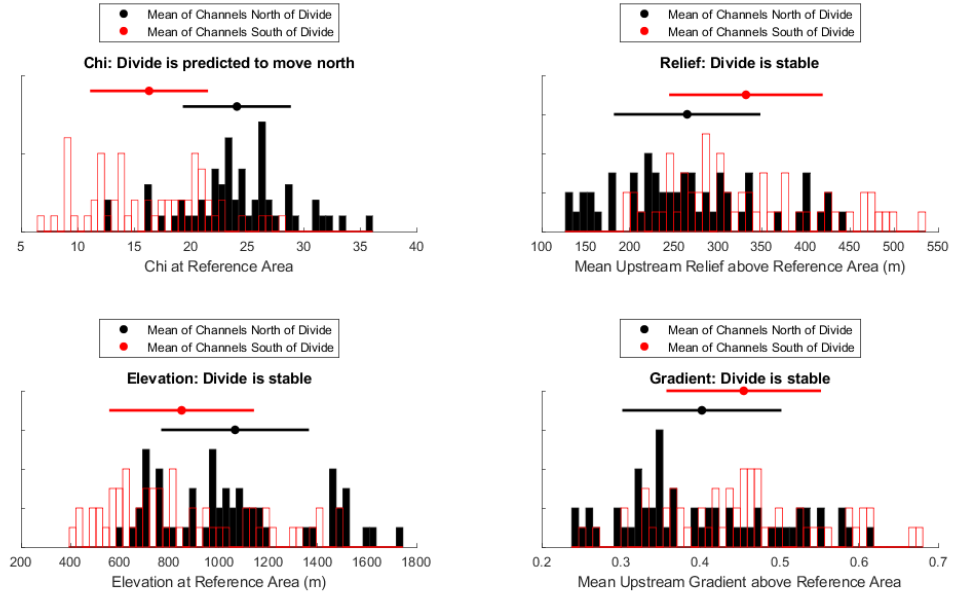 Mean of Channels North of Divide
Mean of Channels South of Divide
Chi: Divide is predicted to move north
5 10 15 20 25 30 35 40
Chi at Reference Area
Mean of Channels North of Divide
Mean of Channels South of Divide
Relief: Divide is stable
100 150 200 250 300 350 400 450 500 550
Mean Upstream Relief above Reference Area (m)
Mean of Channels North of Divide
Mean of Channels South of Divide
Elevation: Divide is stable
200 400 600 800 1000 1200 1400 1600 1800
Elevation at Reference Area (m)
Mean of Channels North of Divide
Mean of Channels South of Divide
Gradient: Divide is stable
0.2 0.3 0.4 0.5 0.6 0.7
Mean Upstream Gradient above Reference Area